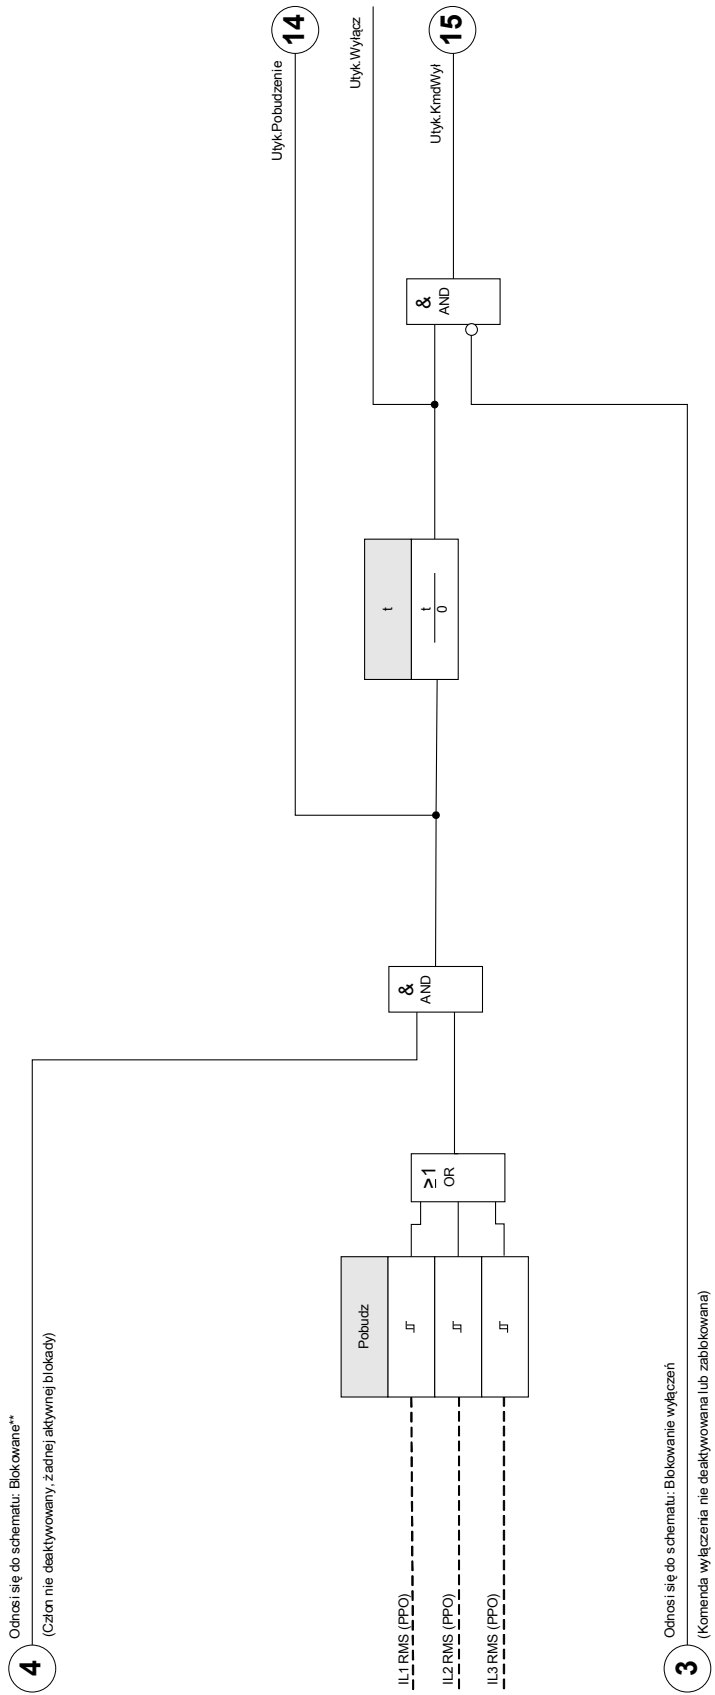 4
Odnosi się do schematu: Blokowane**
(Człon nie deaktywowany, żadnej aktywnej blokady)
IL1 RMS (PPO)
IL2 RMS (PPO)
IL3 RMS (PPO)
Pobudz
≥1
OR
&
AND
t
t
0
&
AND
Utyk.Pobudzenie
14
Utyk.Wyłącz
Utyk.KmdWył
15
3
Odnosi się do schematu: Blokowanie wyłączeń
(Komenda wyłączenia nie deaktywowana lub zablokowana)